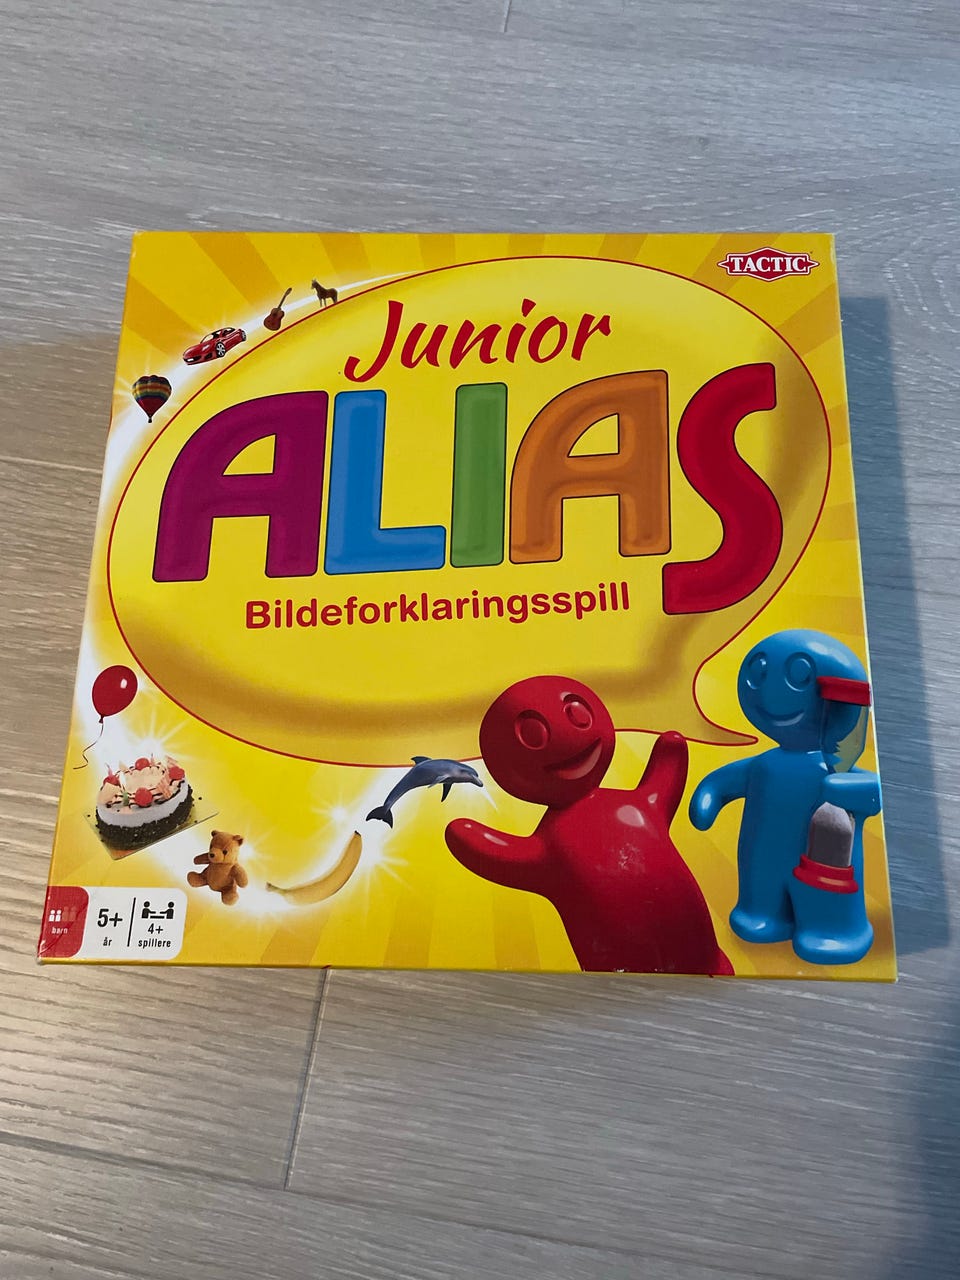 TACTIC
Junior
ALIAS
Bildeforklaringsspill
barn
5+
år
4+
spillere